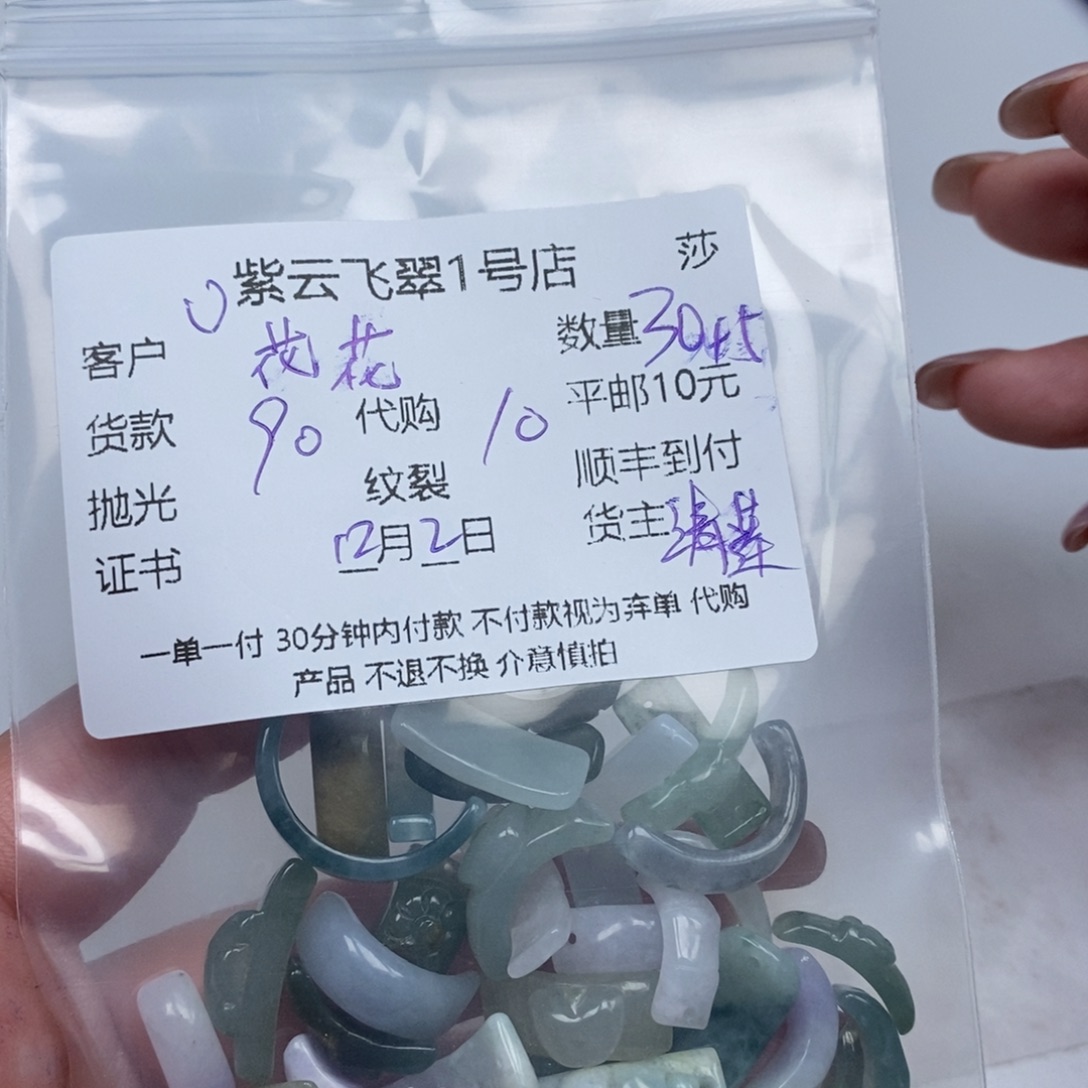 紫云飞翠1号店 莎
客户 花花 数量30件
货款 90 代购 10 平邮10元
抛光 纹裂 顺丰到付
证书 12月2日 货主
一单一付 30分钟内付款 不付款视为弃单 代购
产品 不退不换 介意慎拍